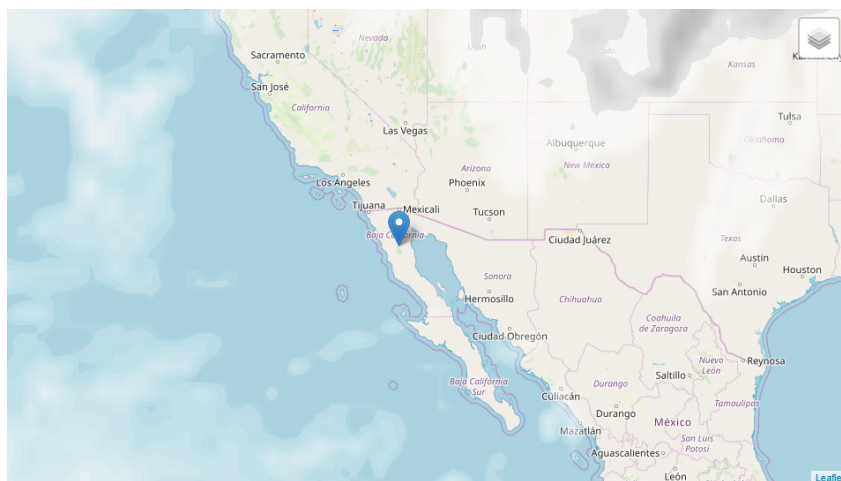 Nevada
Utah
Sacramento
Kansas
Kansas City
San José
California
Tulsa
Las Vegas
Oklahoma
Albuquerque
Arizona
New Mexico
Los Angeles
Phoenix
Dallas
Tijuana
Mexicali
Tucson
Baja California
Ciudad Juárez
Texas
Austin
Houston
Sonora
San Antonio
Hermosillo
Chihuahua
Coahuila
de Zaragoza
Ciudad Obregón
Nuevo
León
Reynosa
Saltillo
Baja California
Sur
Durango
Culiacán
Tamaulipas
Durango
México
Mazatlán
San Luis
Potosí
Aguascalientes
León
Leafle